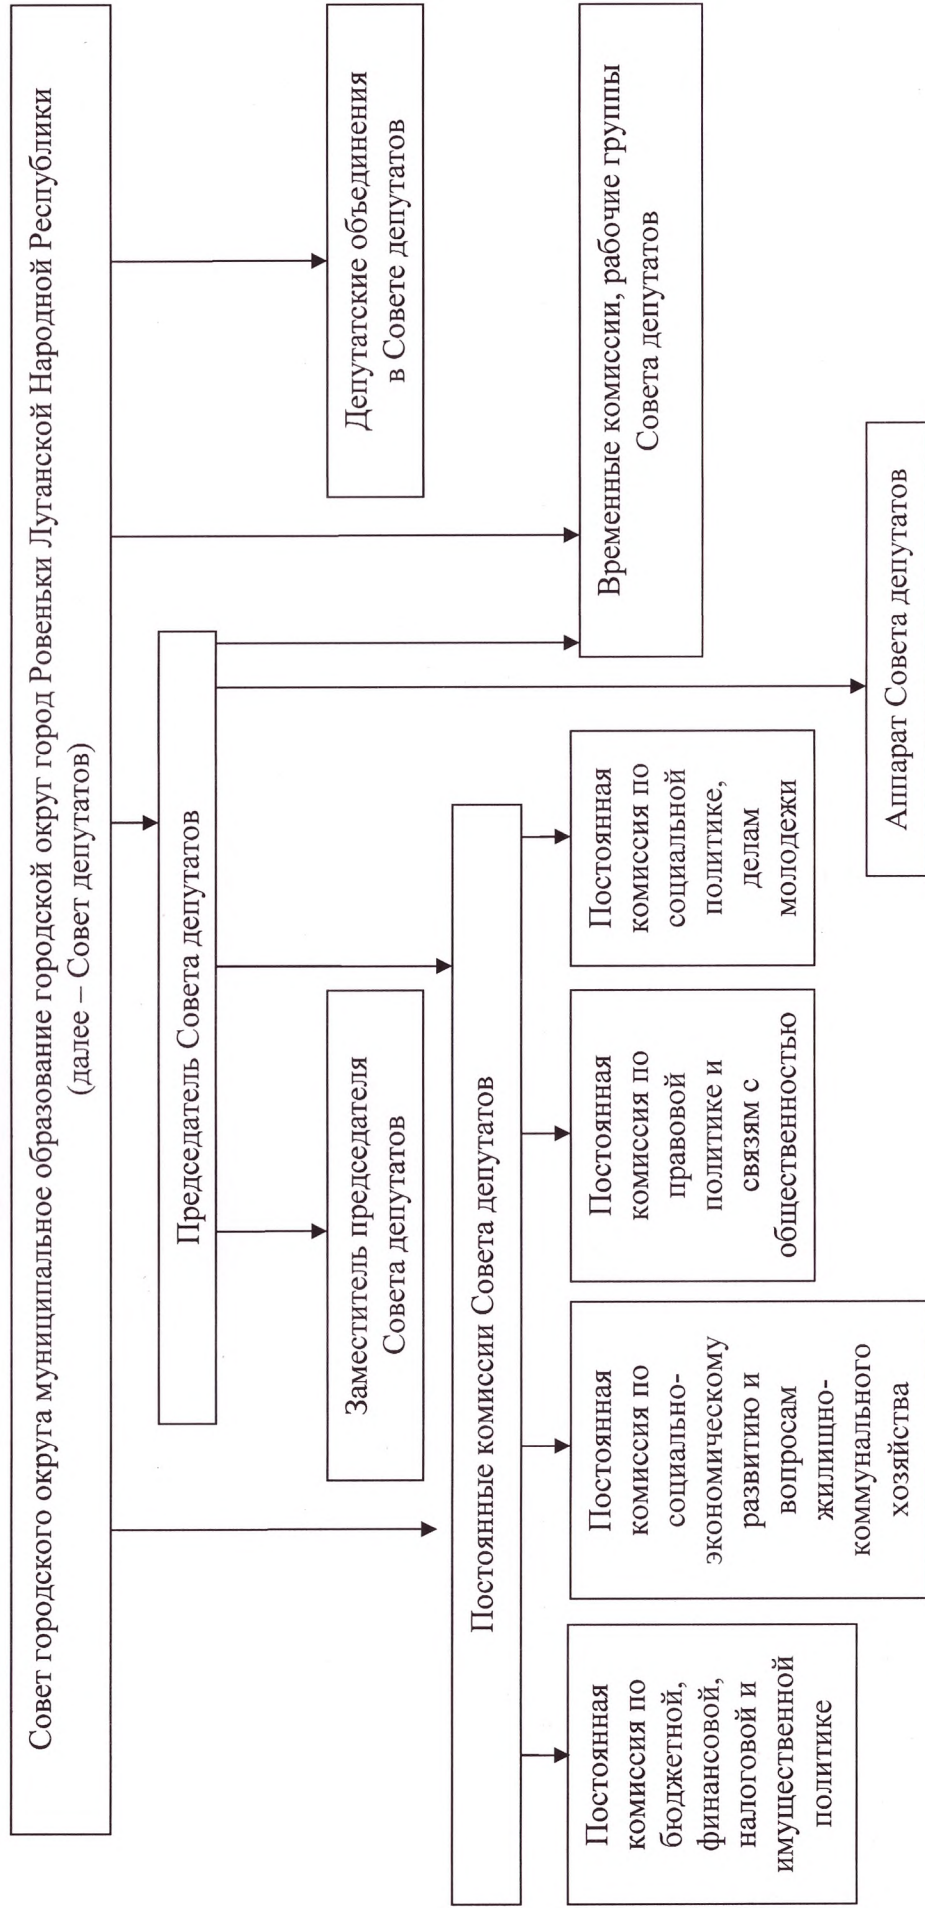 Совет городского округа муниципальное образование городской округ город Ровеньки Луганской Народной Республики
(далее – Совет депутатов)
Председатель Совета депутатов
Заместитель председателя
Совета депутатов
Депутатские объединения
в Совете депутатов
Постоянные комиссии Совета депутатов
Временные комиссии, рабочие группы
Совета депутатов
Постоянная
комиссия по
бюджетной,
финансовой,
налоговой и
имущественной
политике
Постоянная
комиссия по
социально-
экономическому
развитию и
вопросам
жилищно-
коммунального
хозяйства
Постоянная
комиссия по
правовой
политике и
связям с
общественностью
Постоянная
комиссия по
социальной
политике,
делам
молодежи
Аппарат Совета депутатов